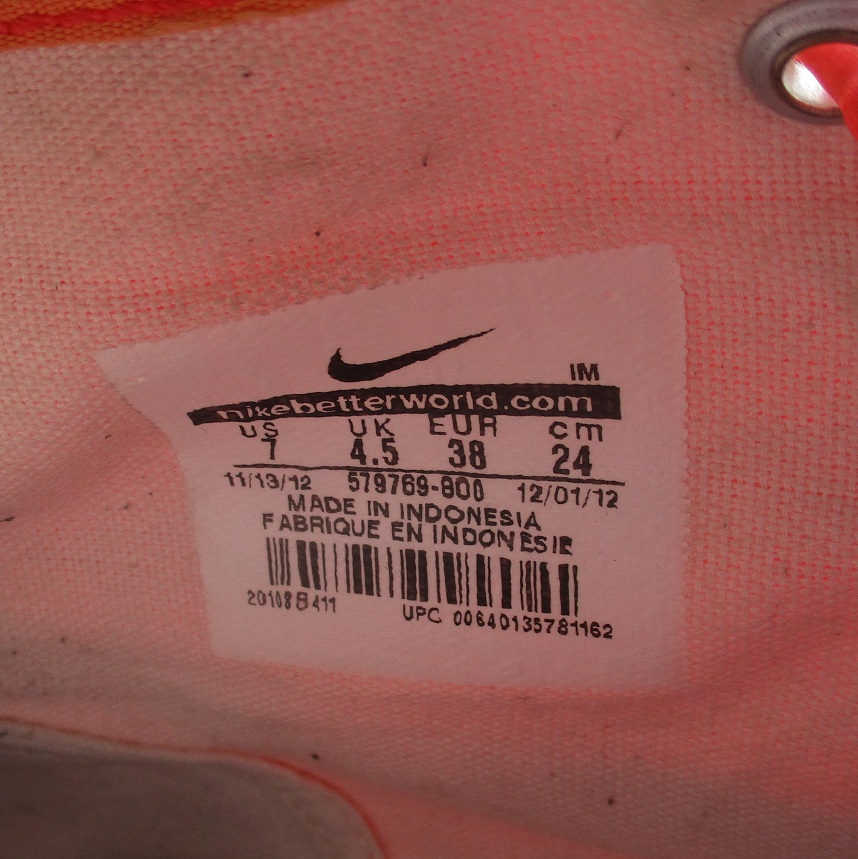 IM
nikebetterworld.com
US UK EUR cm
7 4.5 38 24
11/13/12 579769-800 12/01/12
MADE IN INDONESIA
FABRIQUE EN INDONESIE
201088411 UPC 00640135781162